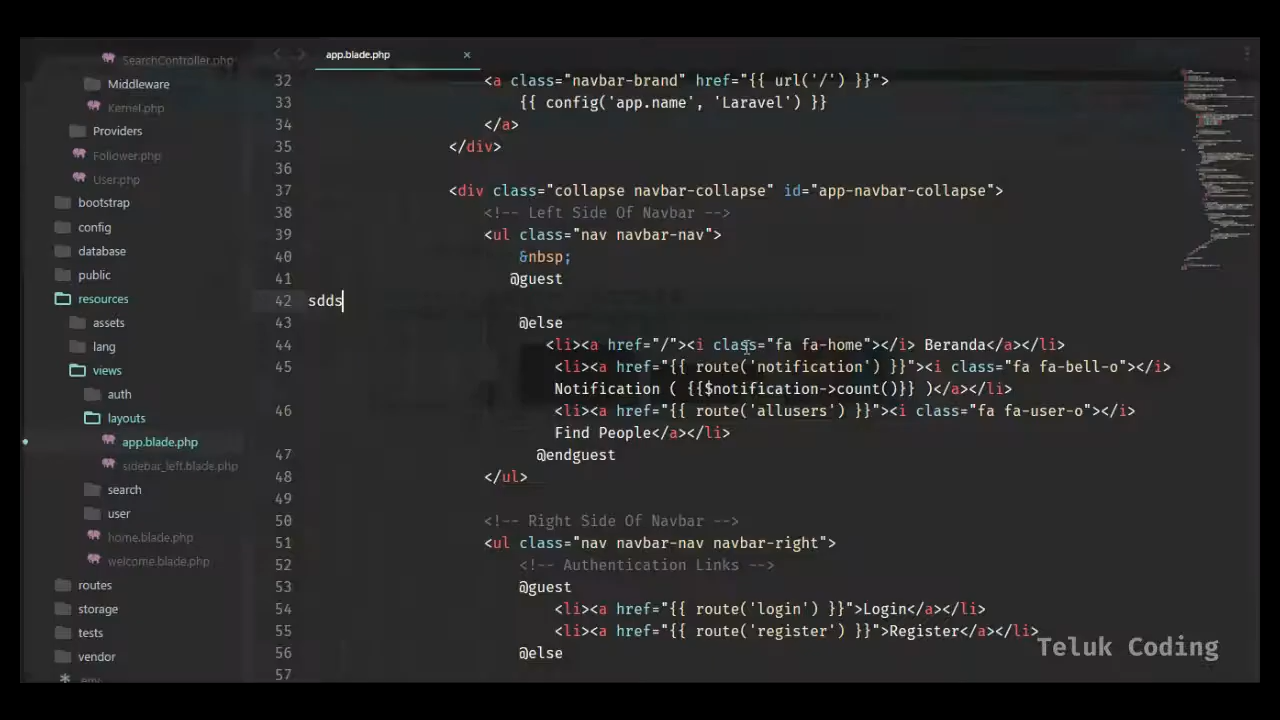 SearchController.php
Middleware
Kernel.php
Providers
Follower.php
User.php
bootstrap
config
database
public
resources
assets
lang
views
auth
layouts
app.blade.php
sidebar_left.blade.php
search
user
home.blade.php
welcome.blade.php
routes
storage
tests
vendor
.env
app.blade.php ×
32 <a class="navbar-brand" href="{{ url('/') }}">
33 {{ config('app.name', 'Laravel') }}
34 </a>
35 </div>
36
37 <div class="collapse navbar-collapse" id="app-navbar-collapse">
38 <!-- Left Side Of Navbar -->
39 <ul class="nav navbar-nav">
40 &nbsp;
41 @guest
42 sdds
43 @else
44 <li><a href="/"><i class="fa fa-home"></i> Beranda</a></li>
45 <li><a href="{{ route('notification') }}"><i class="fa fa-bell-o"></i>
Notification ( {{$notification->count()}} )</a></li>
46 <li><a href="{{ route('allusers') }}"><i class="fa fa-user-o"></i>
Find People</a></li>
47 @endguest
48 </ul>
49
50 <!-- Right Side Of Navbar -->
51 <ul class="nav navbar-nav navbar-right">
52 <!-- Authentication Links -->
53 @guest
54 <li><a href="{{ route('login') }}">Login</a></li>
55 <li><a href="{{ route('register') }}">Register</a></li>
56 @else
57
Teluk Coding